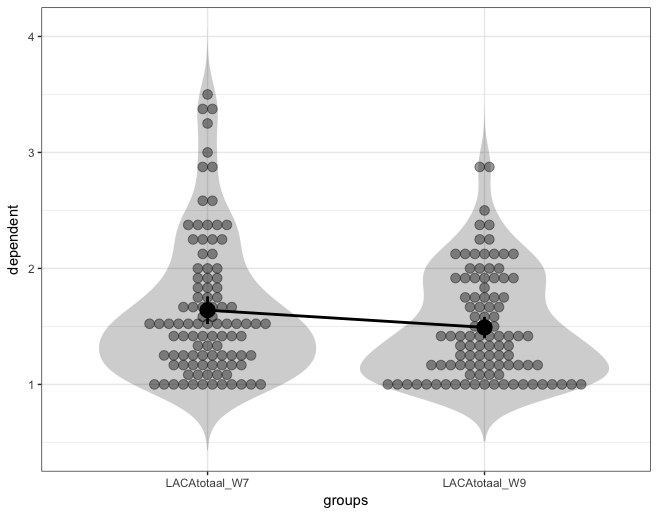 4
3
2
1
dependent
LACAtotaal_W7
LACAtotaal_W9
groups